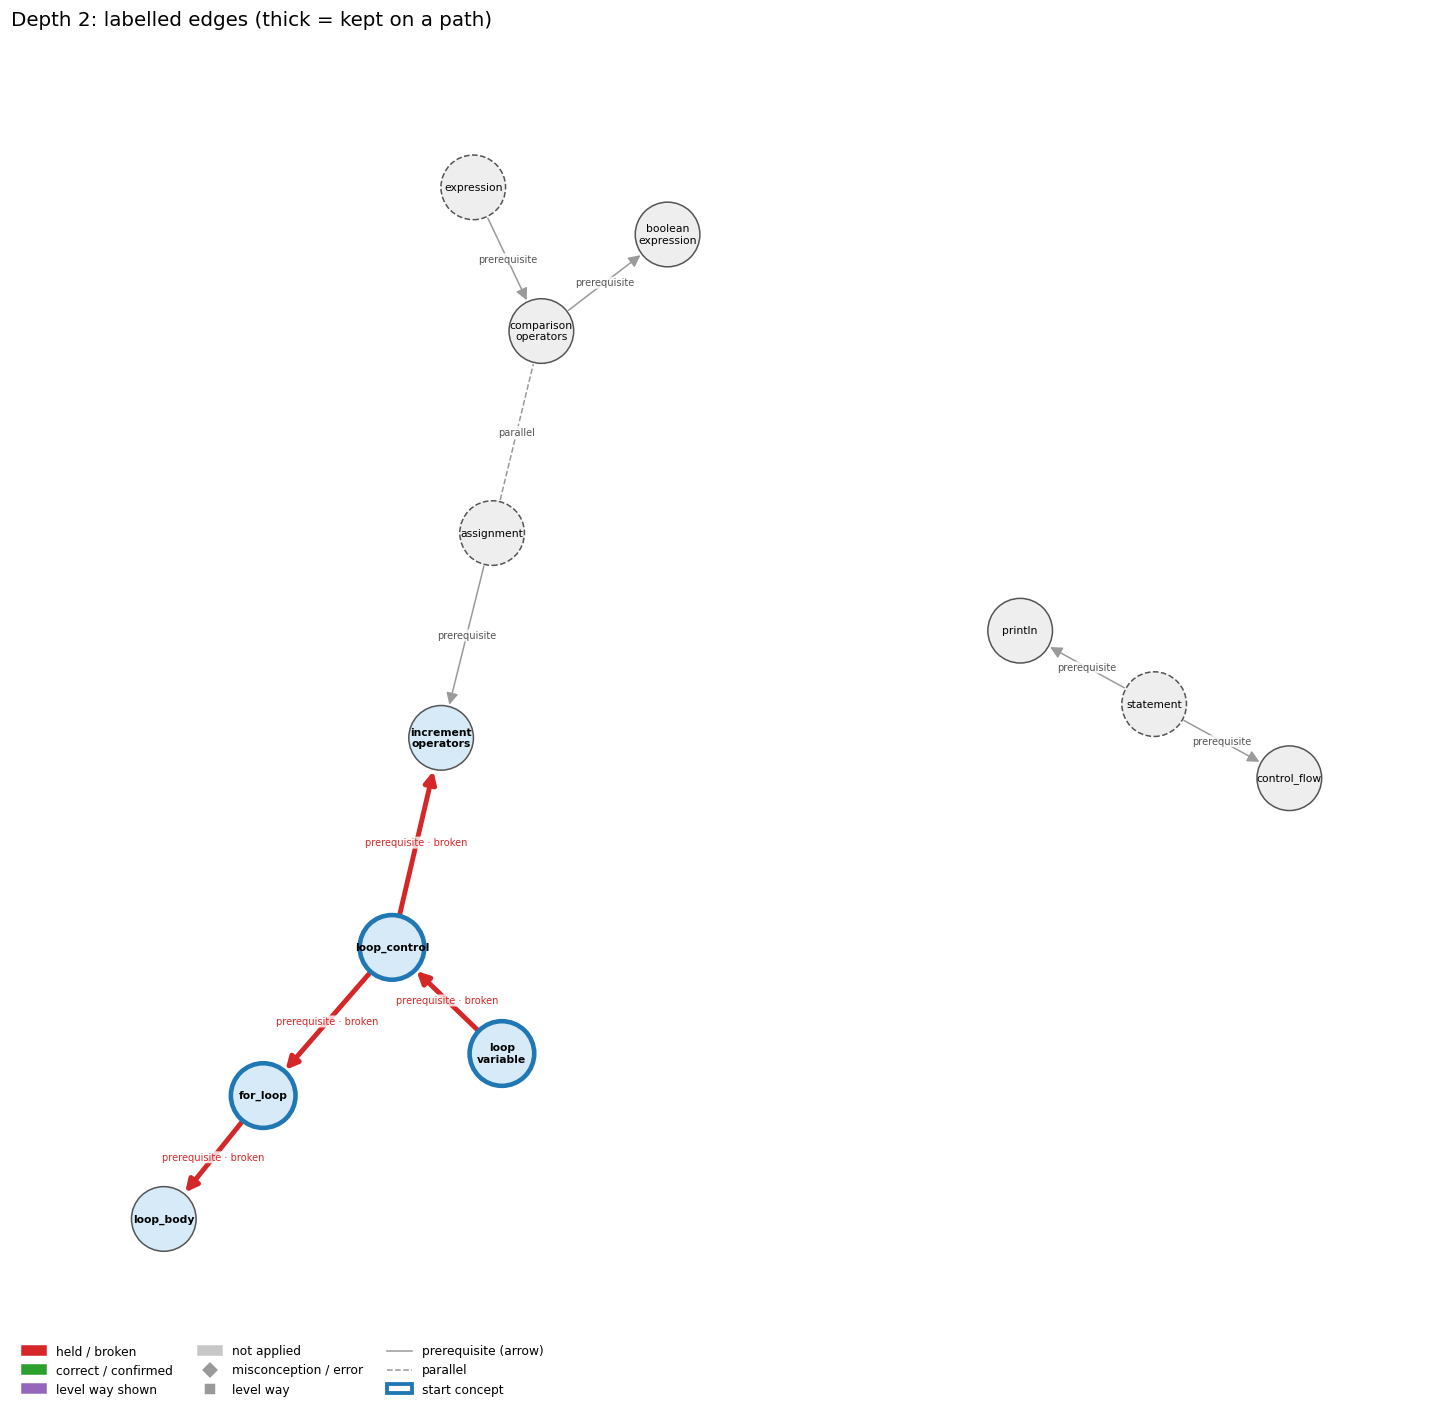 Depth 2: labelled edges (thick = kept on a path)
expression
boolean
expression
prerequisite
prerequisite
comparison
operators
parallel
assignment
prerequisite
println
prerequisite
statement
prerequisite
control_flow
increment
operators
prerequisite · broken
loop_control
prerequisite · broken
prerequisite · broken
loop
variable
for_loop
prerequisite · broken
loop_body
held / broken
correct / confirmed
level way shown
not applied
misconception / error
level way
prerequisite (arrow)
parallel
start concept